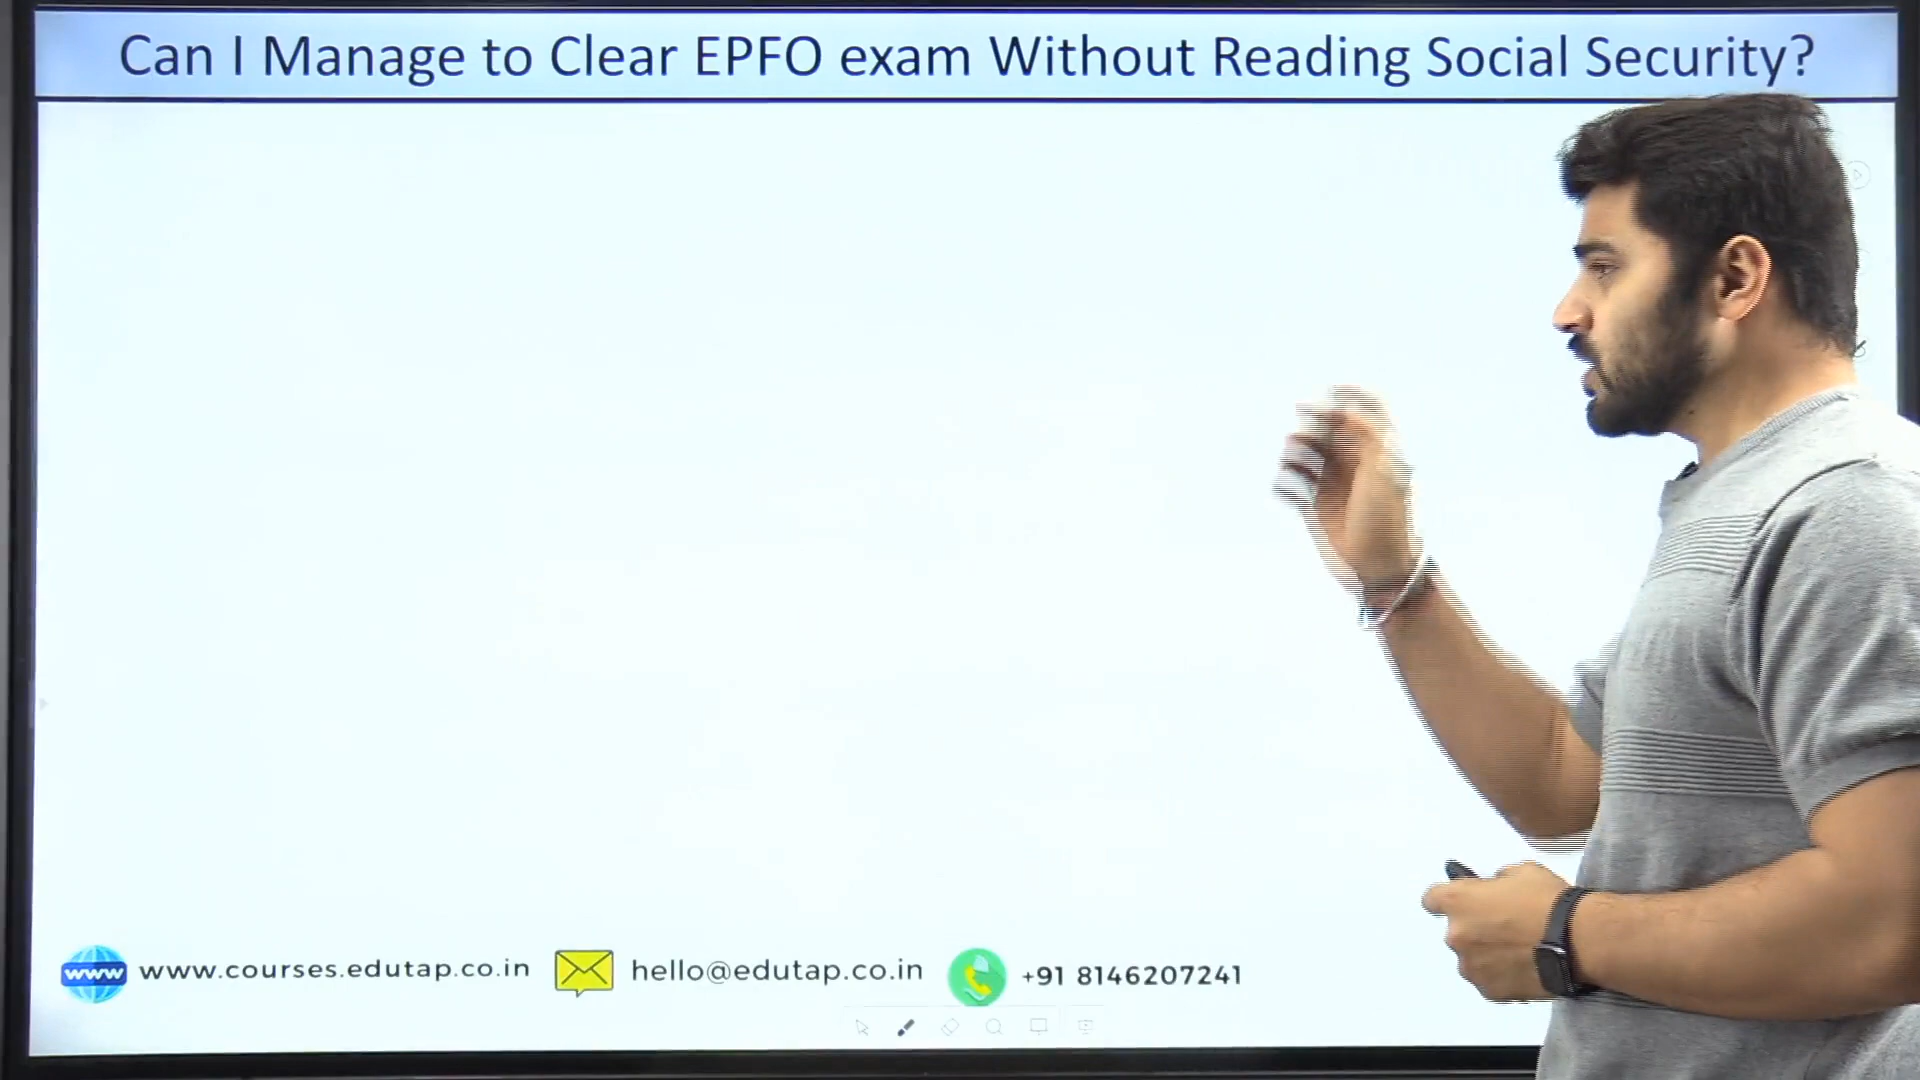 Can I Manage to Clear EPFO exam Without Reading Social Security?
www www.courses.edutap.co.in hello@edutap.co.in +91 8146207241